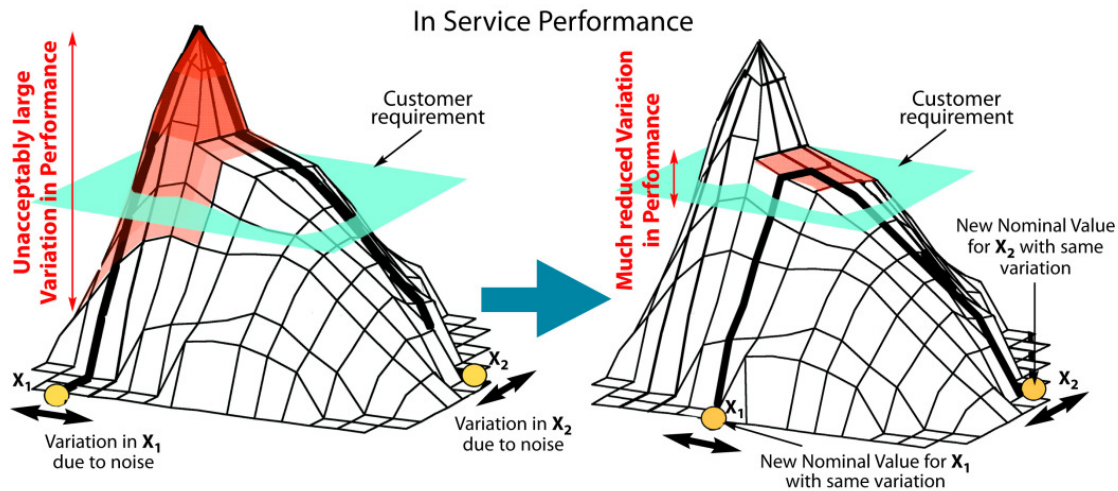 In Service Performance
Unacceptably large
Variation in Performance
Customer
requirement
X1
X2
Variation in X1
due to noise
Variation in X2
due to noise
Much reduced Variation
in Performance
Customer
requirement
New Nominal Value
for X2 with same
variation
X1
X2
New Nominal Value for X1
with same variation